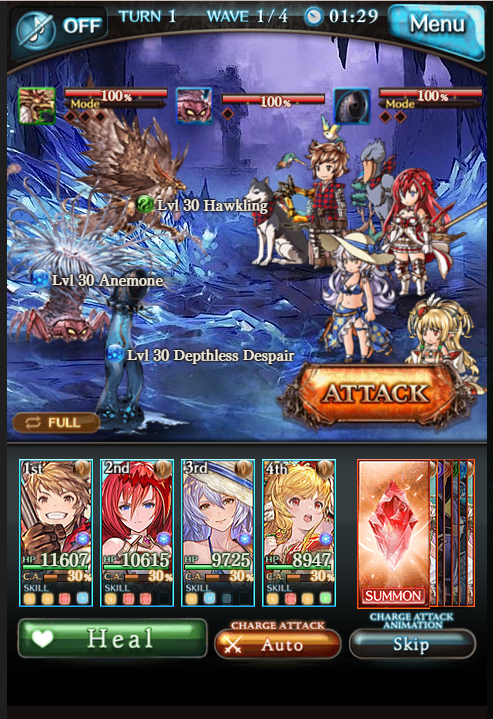 OFF TURN 1 WAVE 1/4 01:29 Menu
100% 100% 100%
Mode Mode
Lvl 30 Hawkling
Lvl 30 Anemone
Lvl 30 Depthless Despair
ATTACK
FULL
1st 2nd 3rd 4th
HP 11607 HP 10615 HP 9725 HP 8947
C.A. 30% C.A. 30% C.A. 30% C.A. 30%
SKILL SKILL SKILL SKILL
SUMMON
Heal
CHARGE ATTACK
Auto
CHARGE ATTACK
ANIMATION
Skip